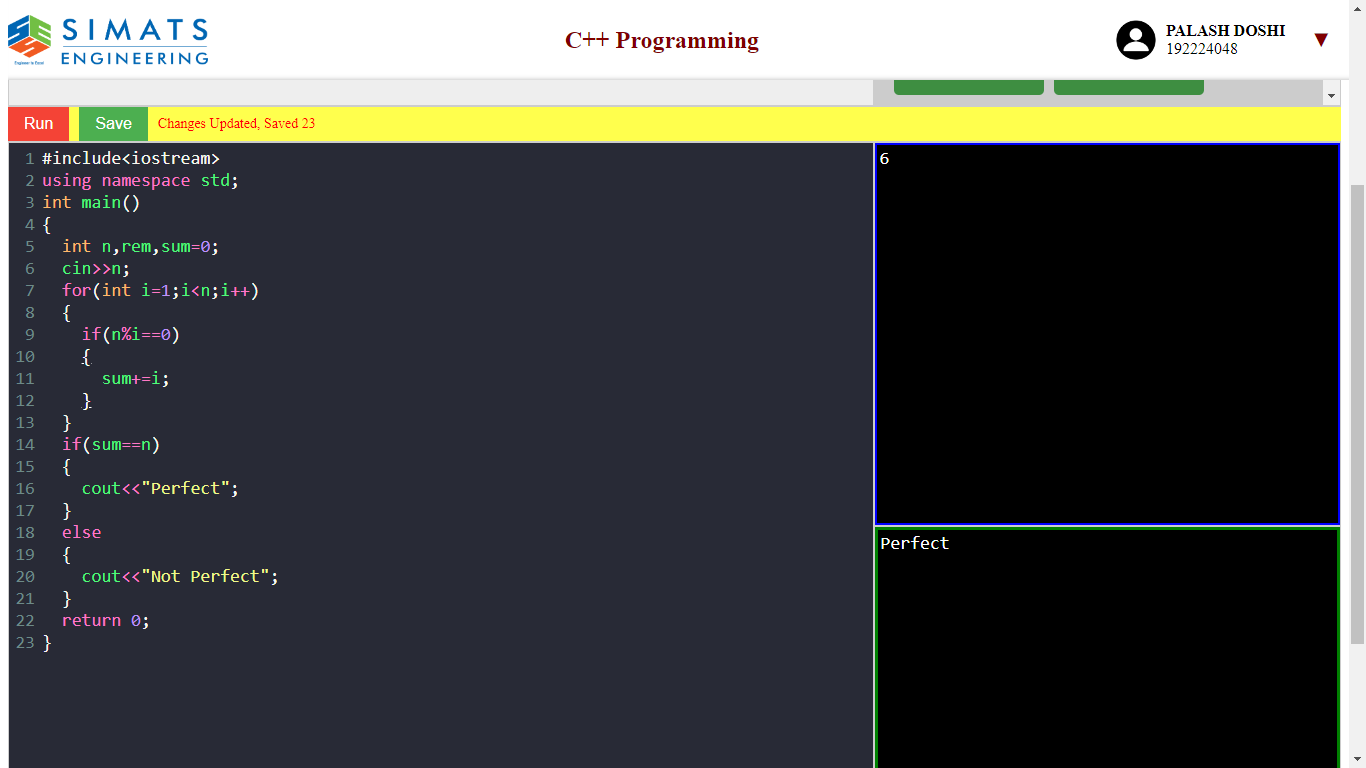 SIMATS
ENGINEERING
Engineer to Excel
C++ Programming
PALASH DOSHI
192224048
▼
Run
Save
Changes Updated, Saved 23
1 #include<iostream>
2 using namespace std;
3 int main()
4 {
5   int n,rem,sum=0;
6   cin>>n;
7   for(int i=1;i<n;i++)
8   {
9     if(n%i==0)
10     {
11       sum+=i;
12     }
13   }
14   if(sum==n)
15   {
16     cout<<"Perfect";
17   }
18   else
19   {
20     cout<<"Not Perfect";
21   }
22   return 0;
23 }
6
Perfect